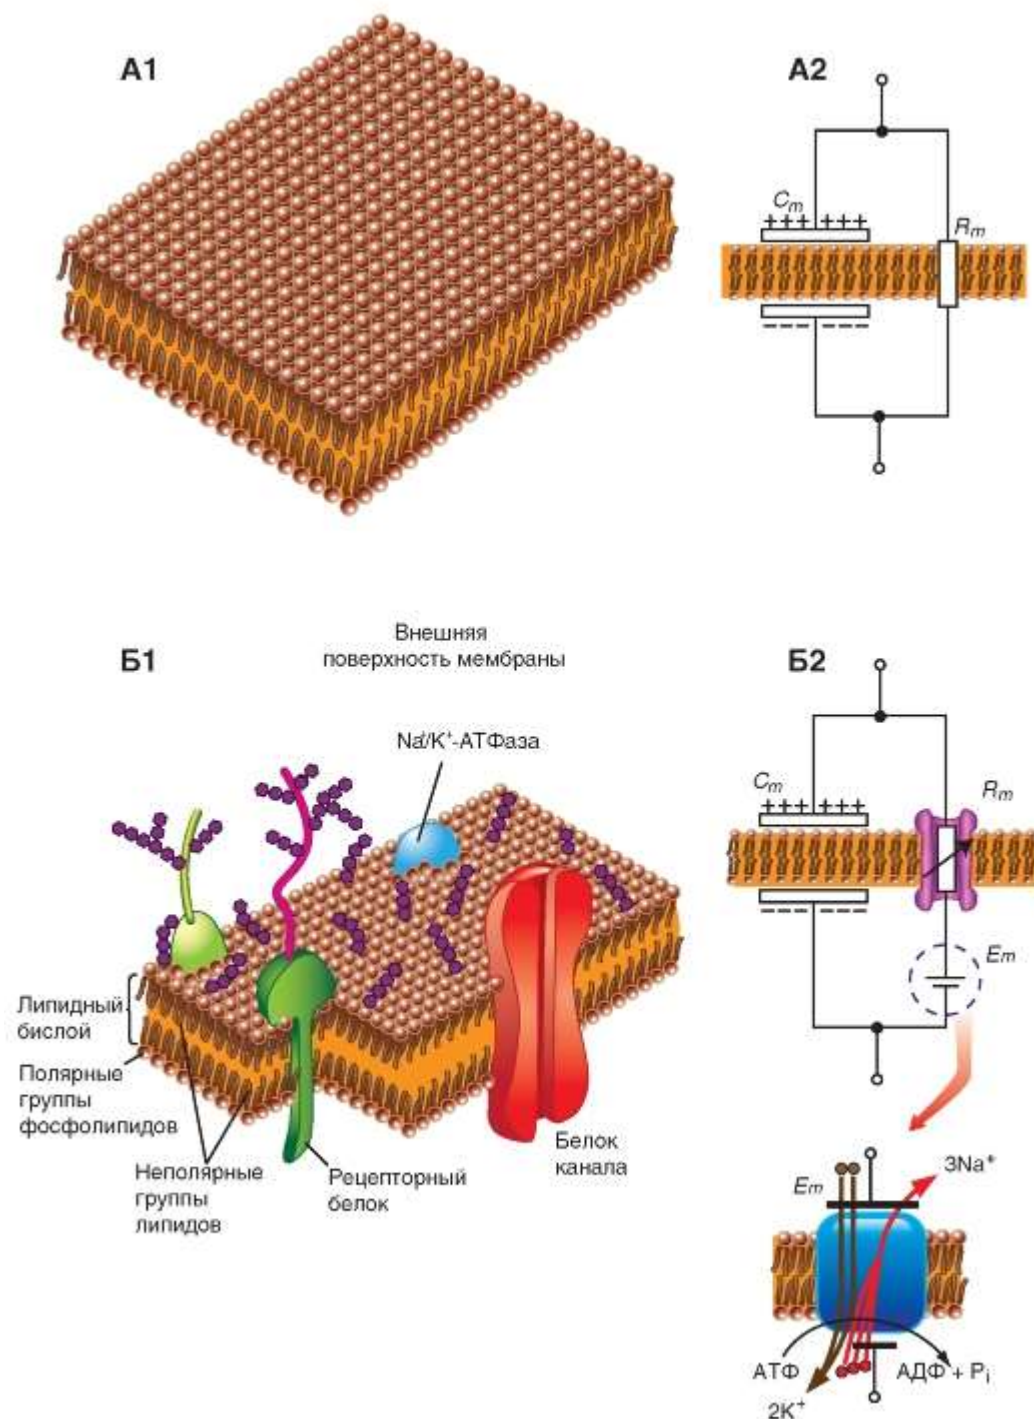 А1
А2
Cm
+++ +++
Rm
Б1
Внешняя
поверхность мембраны
Б2
Na/K⁺-АТФаза
Cm
+++ +++
Rm
Em
Липидный
бислой
Полярные
группы
фосфолипидов
Неполярные
группы
липидов
Рецепторный
белок
Белок
канала
3Na⁺
Em
АТФ
АДФ + Pi
2K⁺